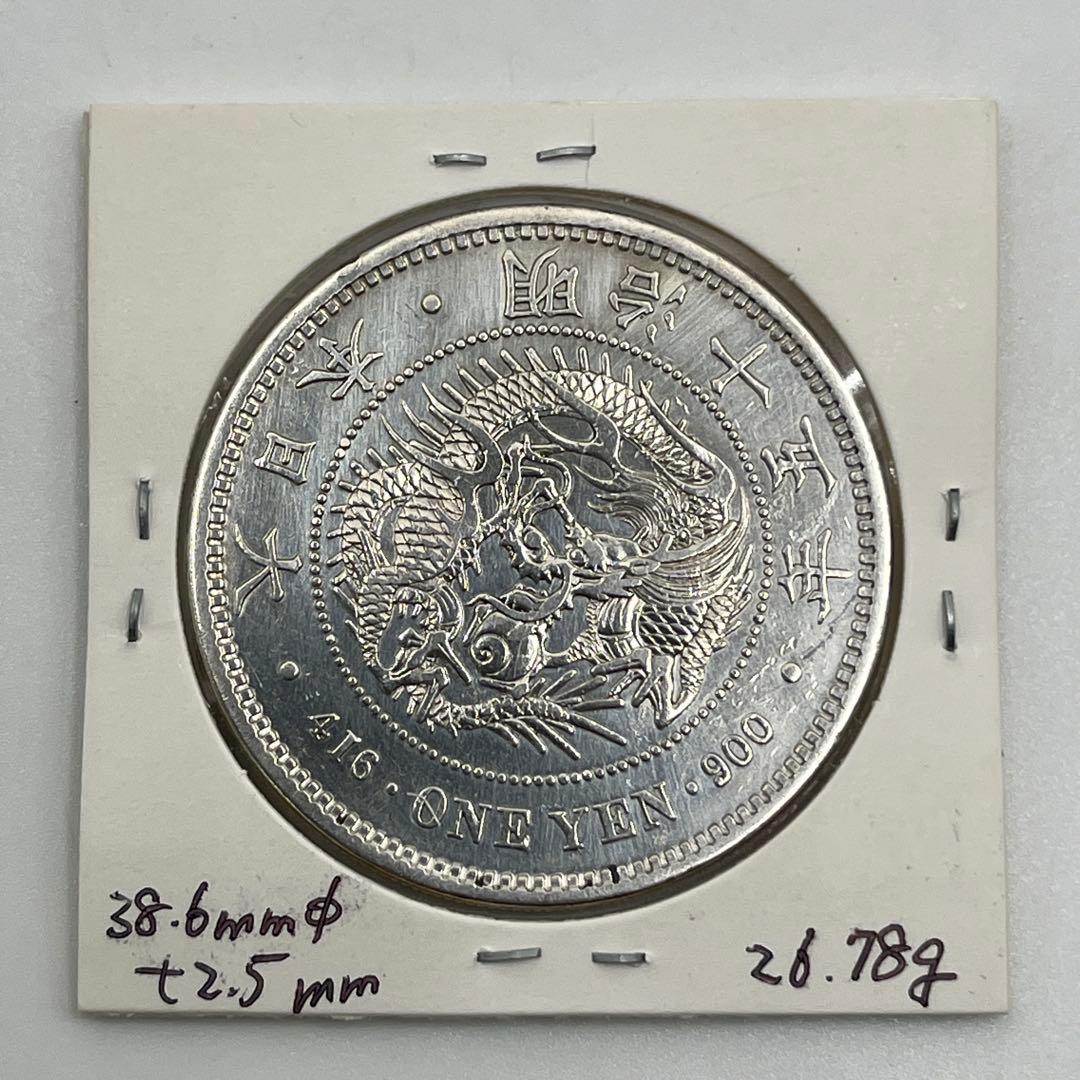 大日本・明治十五年
・416・ONE YEN・900・
38.6mmφ
t2.5mm
26.78g